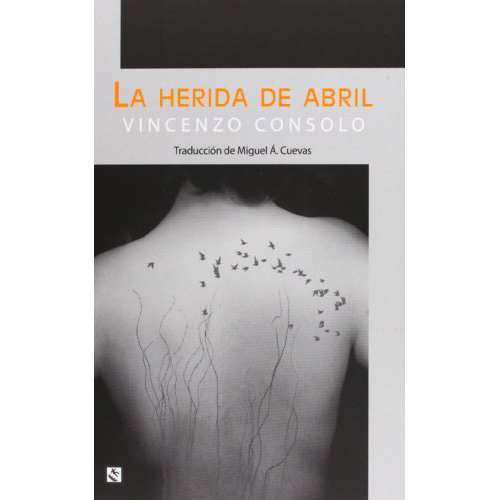 LA HERIDA DE ABRIL
VINCENZO CONSOLO
Traducción de Miguel Á. Cuevas